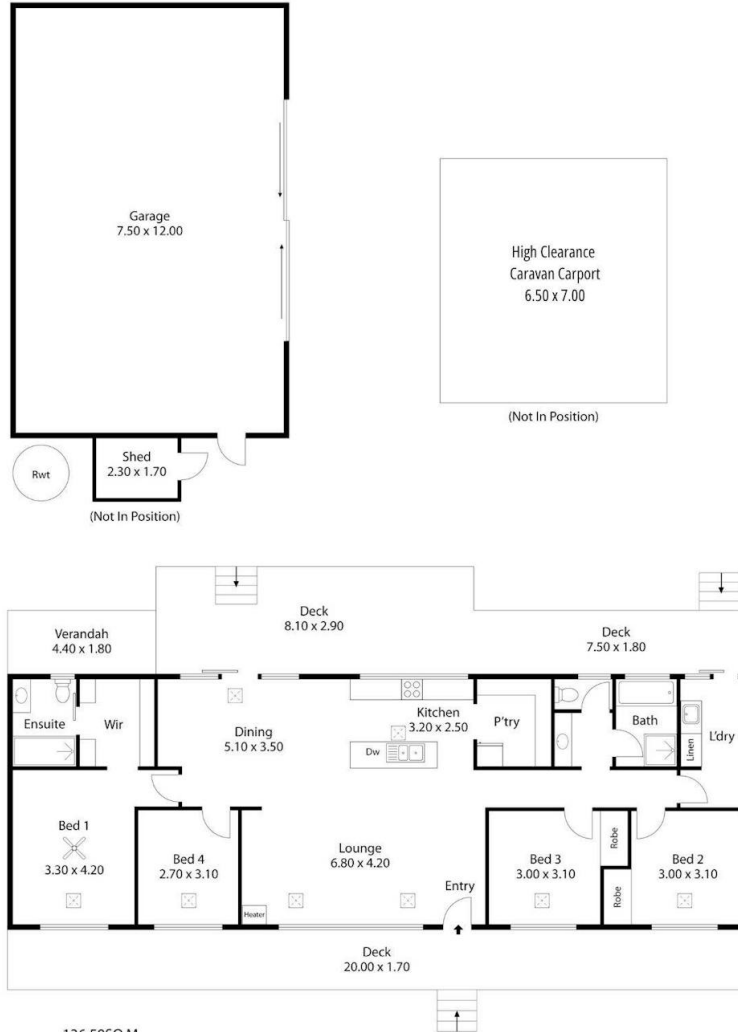 Garage
7.50 x 12.00
High Clearance
Caravan Carport
6.50 x 7.00
(Not In Position)
Rwt
Shed
2.30 x 1.70
(Not In Position)
Deck
8.10 x 2.90
Verandah
4.40 x 1.80
Deck
7.50 x 1.80
Ensuite
Wir
Dining
5.10 x 3.50
Kitchen
3.20 x 2.50
P'try
Bath
L'dry
Linen
Dw
Bed 1
3.30 x 4.20
Bed 4
2.70 x 3.10
Lounge
6.80 x 4.20
Entry
Heater
Bed 3
3.00 x 3.10
Robe
Robe
Bed 2
3.00 x 3.10
Deck
20.00 x 1.70